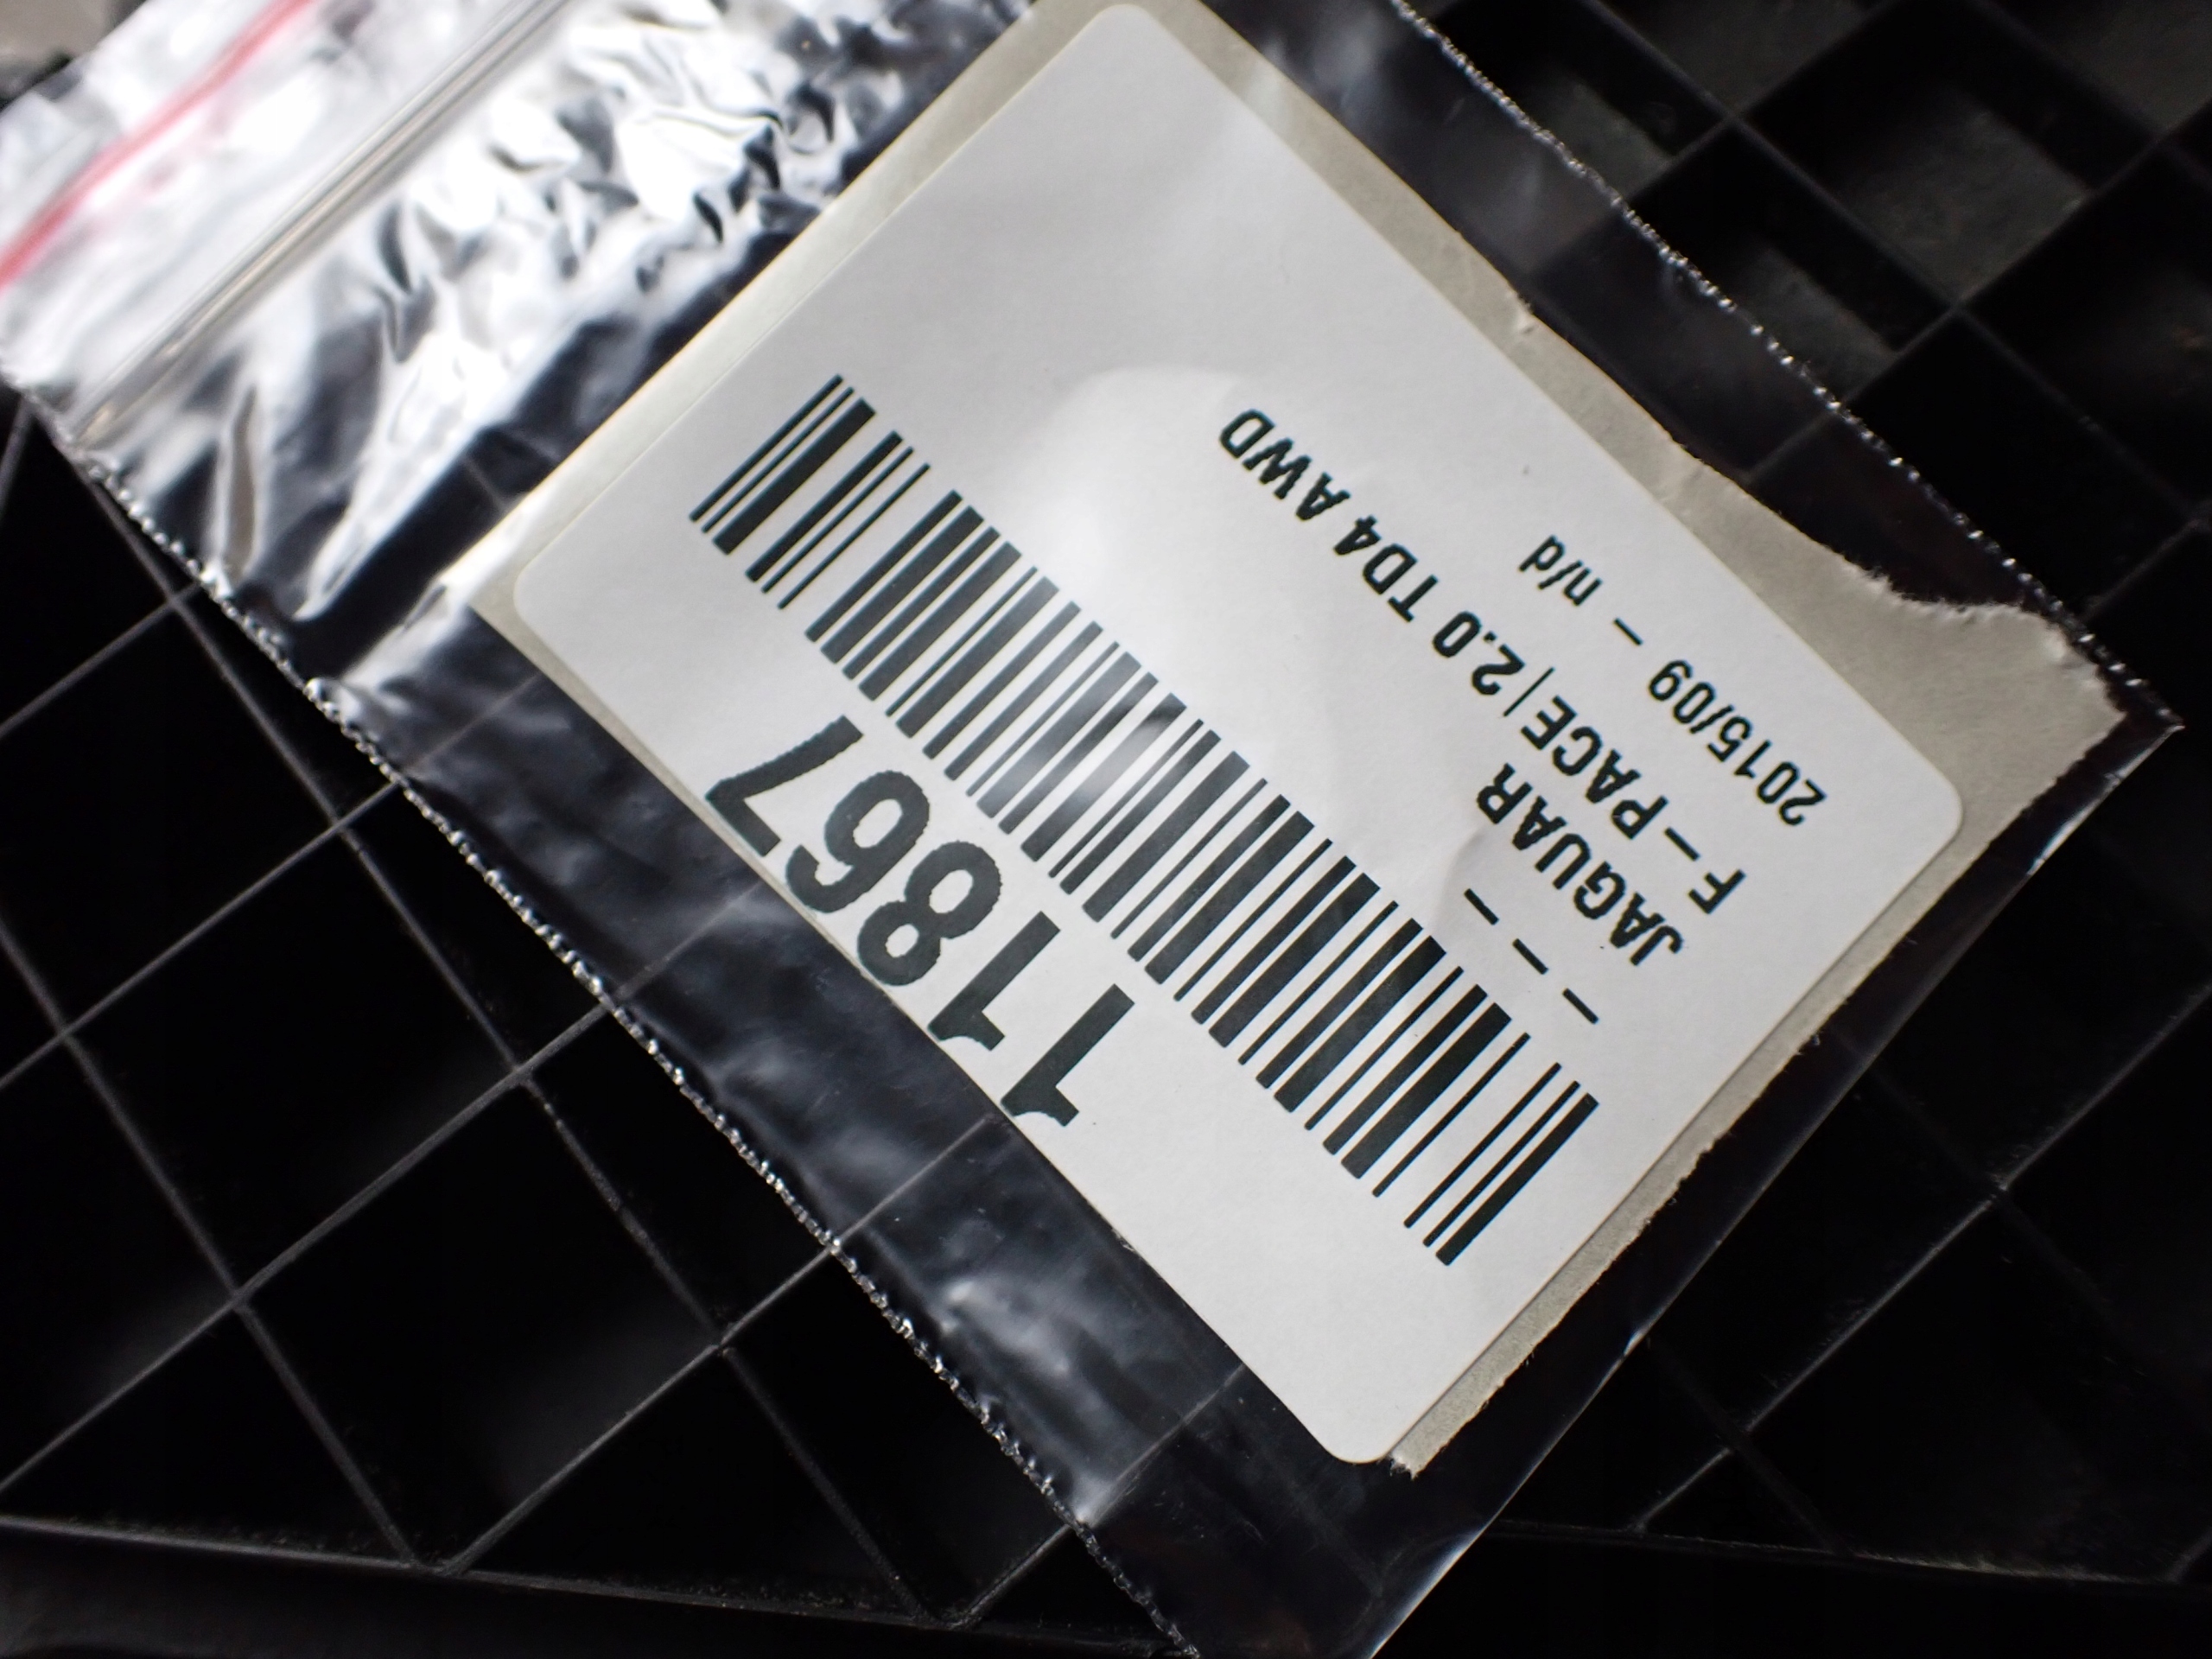 11867
- - -
JAGUAR
F-PACE|2.0 TD4 AWD
2015/09 - n/d -